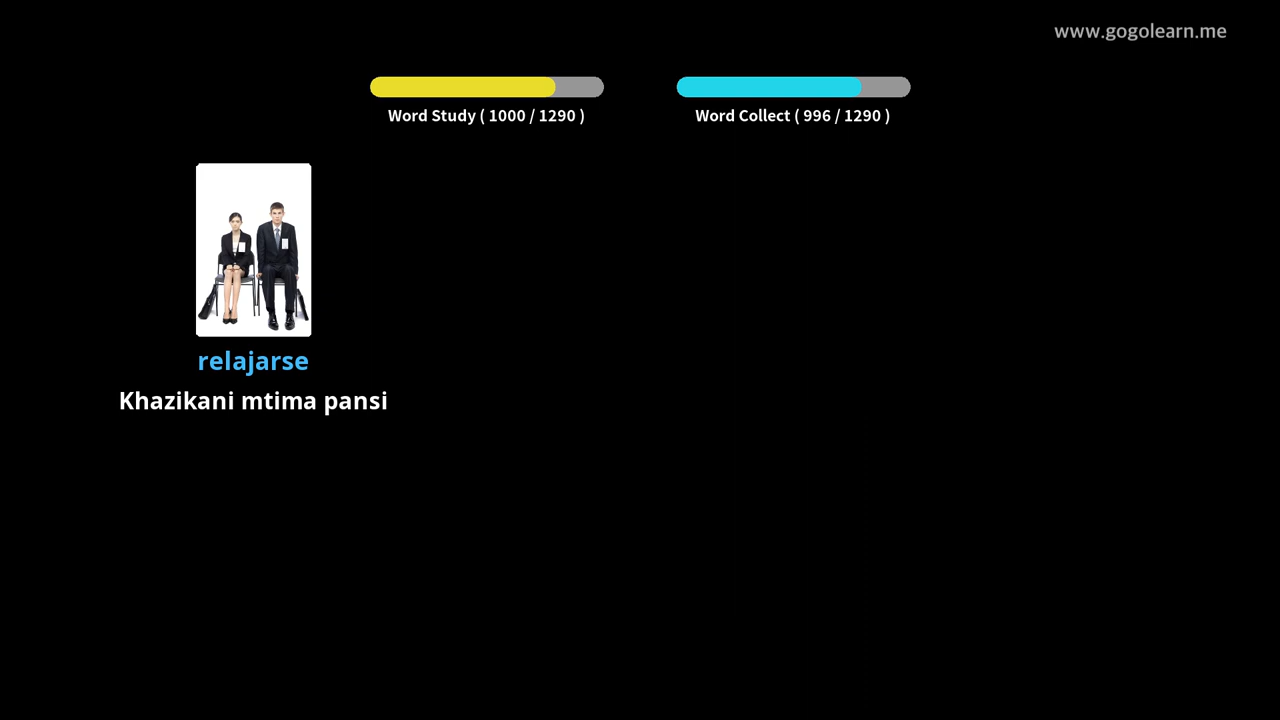 www.gogolearn.me
Word Study ( 1000 / 1290 )
Word Collect ( 996 / 1290 )
relajarse
Khazikani mtima pansi